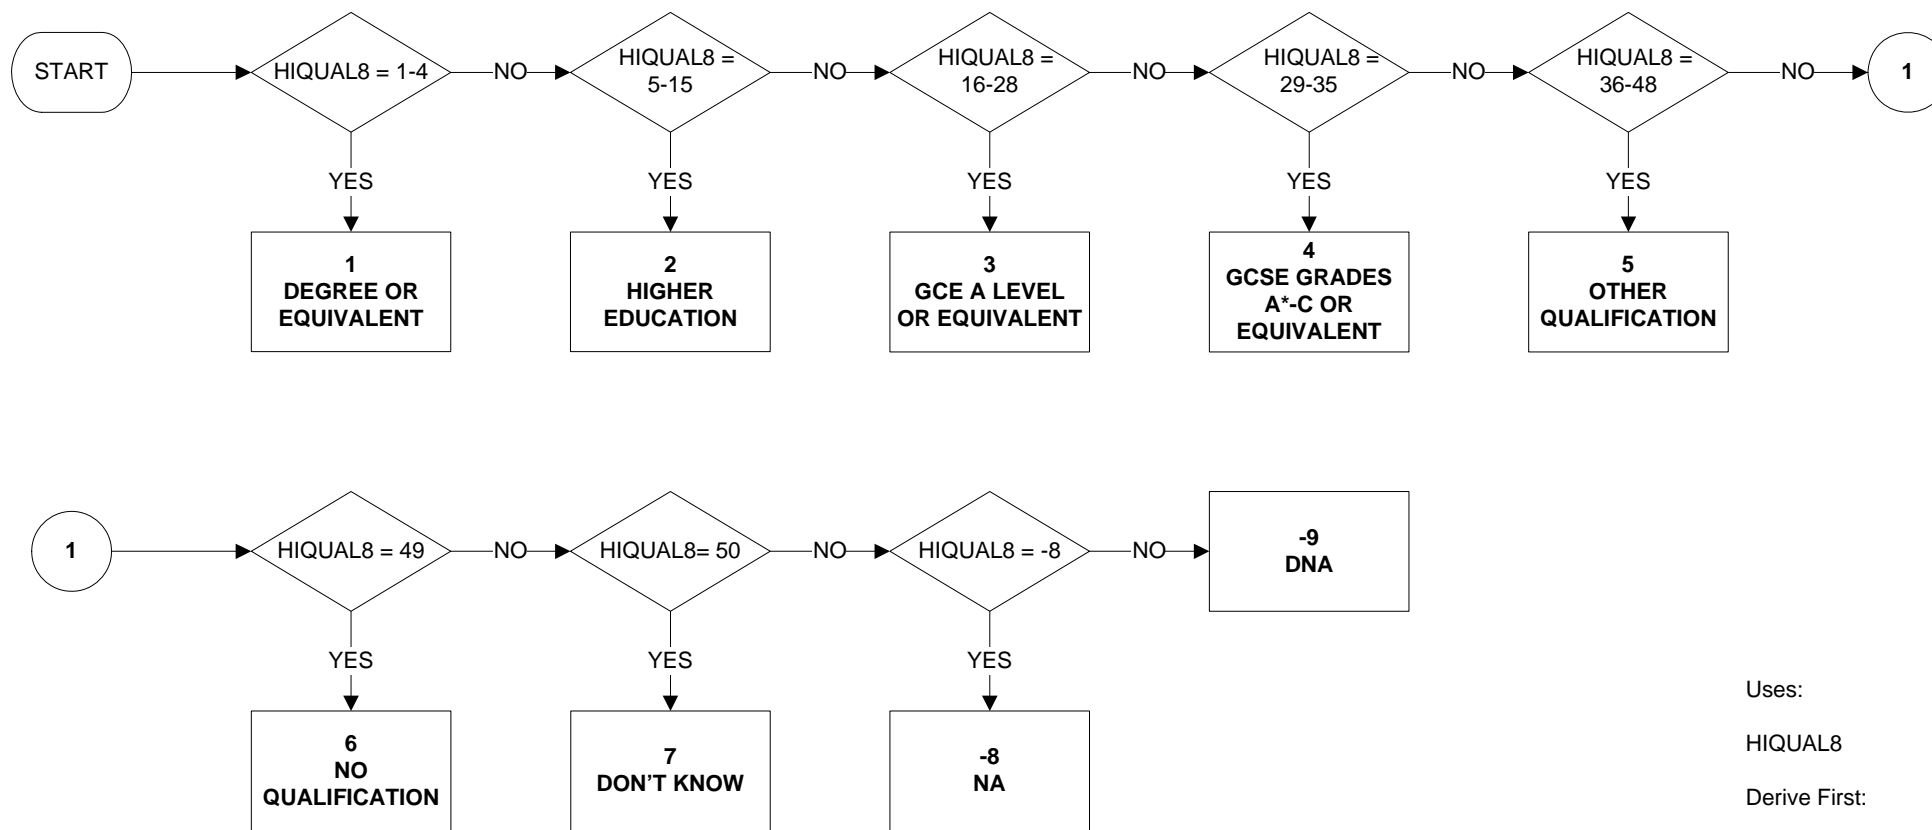 START
HIQUAL8 = 1-4
NO
HIQUAL8 =
5-15
NO
HIQUAL8 =
16-28
NO
HIQUAL8 =
29-35
NO
HIQUAL8 =
36-48
NO
1
YES
YES
YES
YES
YES
1
DEGREE OR
EQUIVALENT
2
HIGHER
EDUCATION
3
GCE A LEVEL
OR EQUIVALENT
4
GCSE GRADES
A*-C OR
EQUIVALENT
5
OTHER
QUALIFICATION
1
HIQUAL8 = 49
NO
HIQUAL8= 50
NO
HIQUAL8 = -8
NO
-9
DNA
YES
YES
YES
6
NO
QUALIFICATION
7
DON’T KNOW
-8
NA
Uses:
HIQUAL8
Derive First: